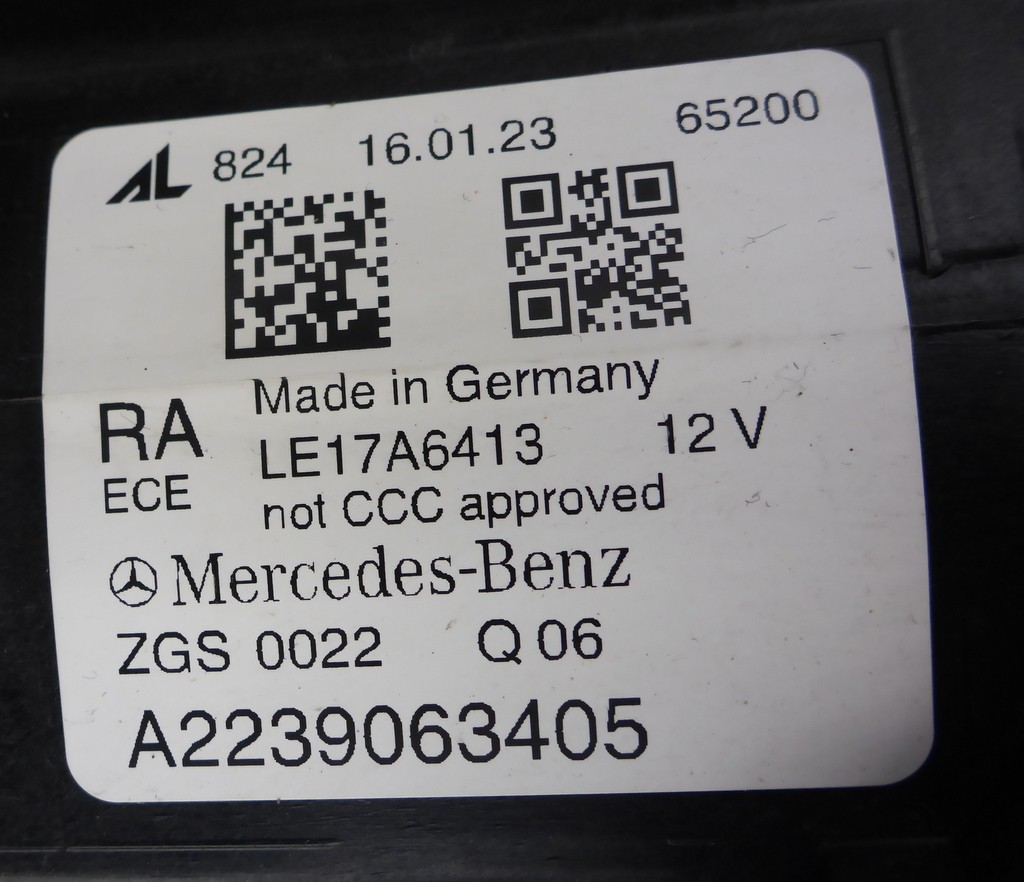 AL 824 16.01.23 65200
Made in Germany
RA LE17A6413 12 V
ECE not CCC approved
Mercedes-Benz
ZGS 0022 Q 06
A2239063405